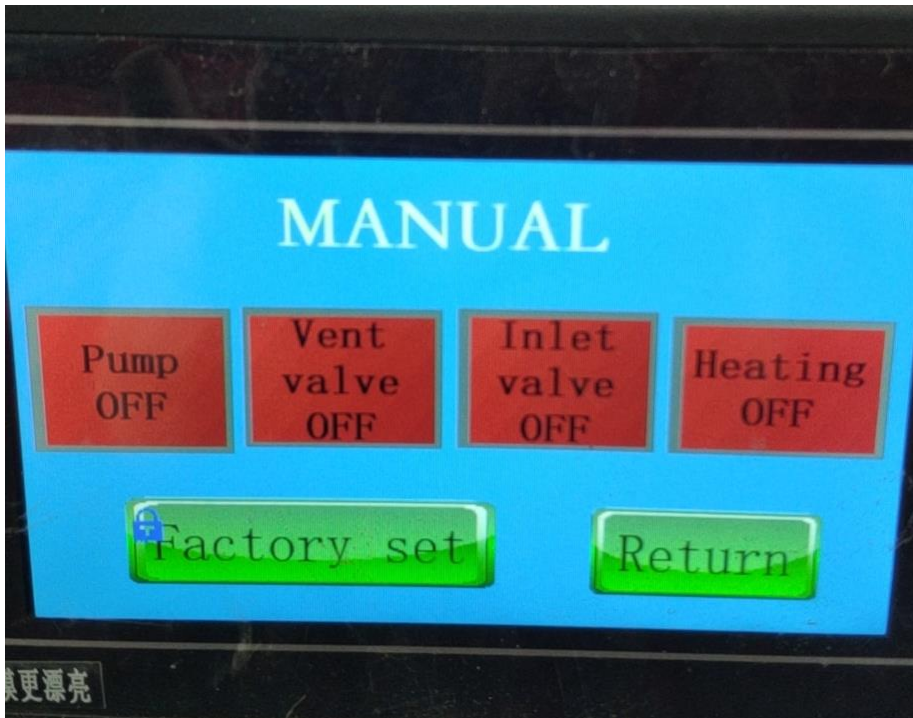 MANUAL
Pump
OFF
Vent
valve
OFF
Inlet
valve
OFF
Heating
OFF
Factory set
Return
更漂亮